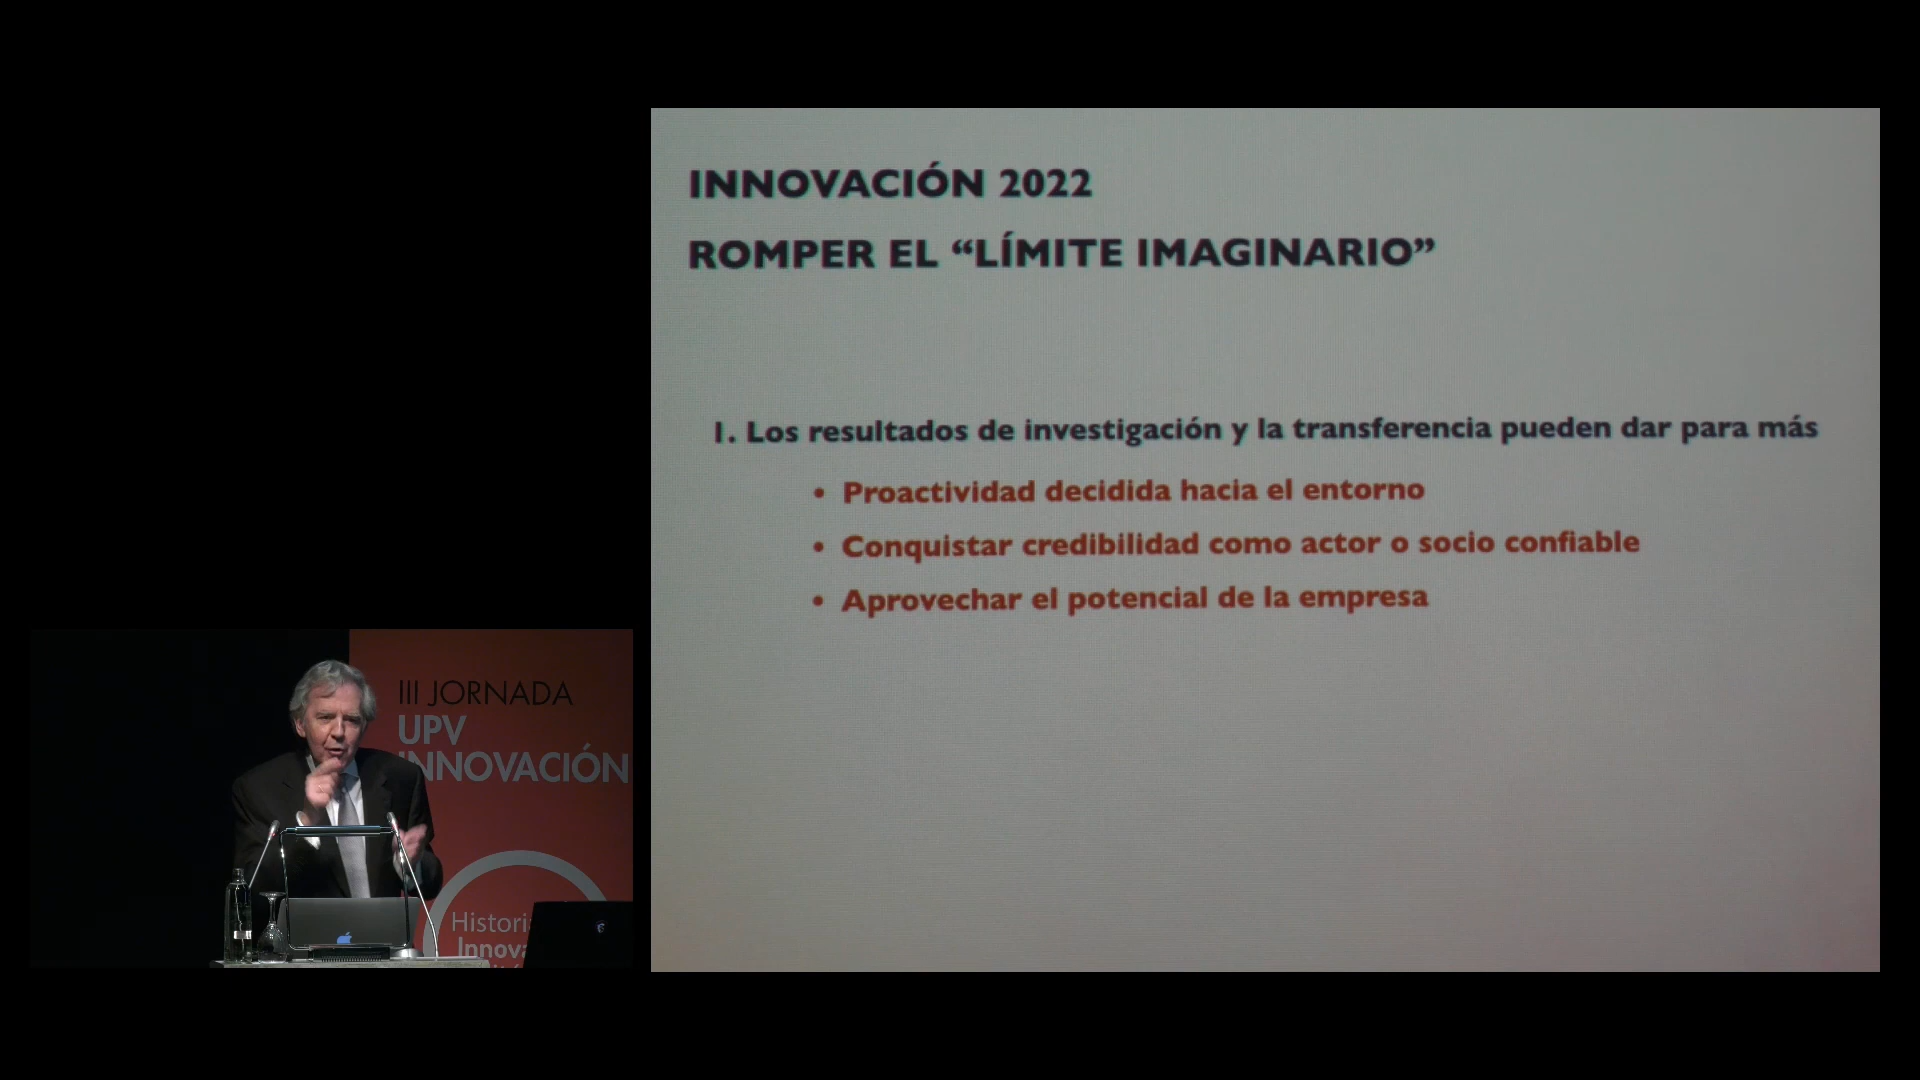 INNOVACIÓN 2022
ROMPER EL “LÍMITE IMAGINARIO”
1. Los resultados de investigación y la transferencia pueden dar para más
• Proactividad decidida hacia el entorno
• Conquistar credibilidad como actor o socio confiable
• Aprovechar el potencial de la empresa
III JORNADA
UPV
INNOVACIÓN